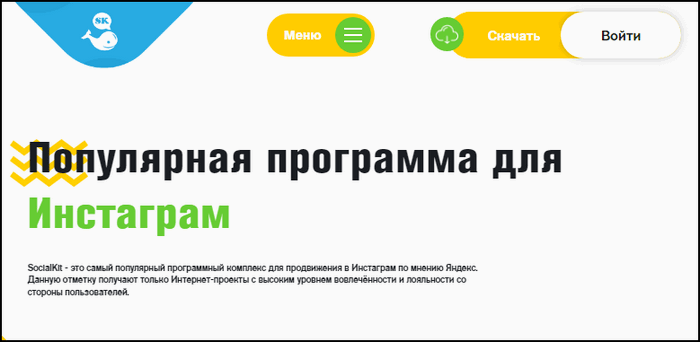 SK
Меню
Скачать
Войти
Популярная программа для
Инстаграм
SocialKit - это самый популярный программный комплекс для продвижения в Инстаграм по мнению Яндекс.
Данную отметку получают только Интернет-проекты с высоким уровнем вовлечённости и лояльности со
стороны пользователей.